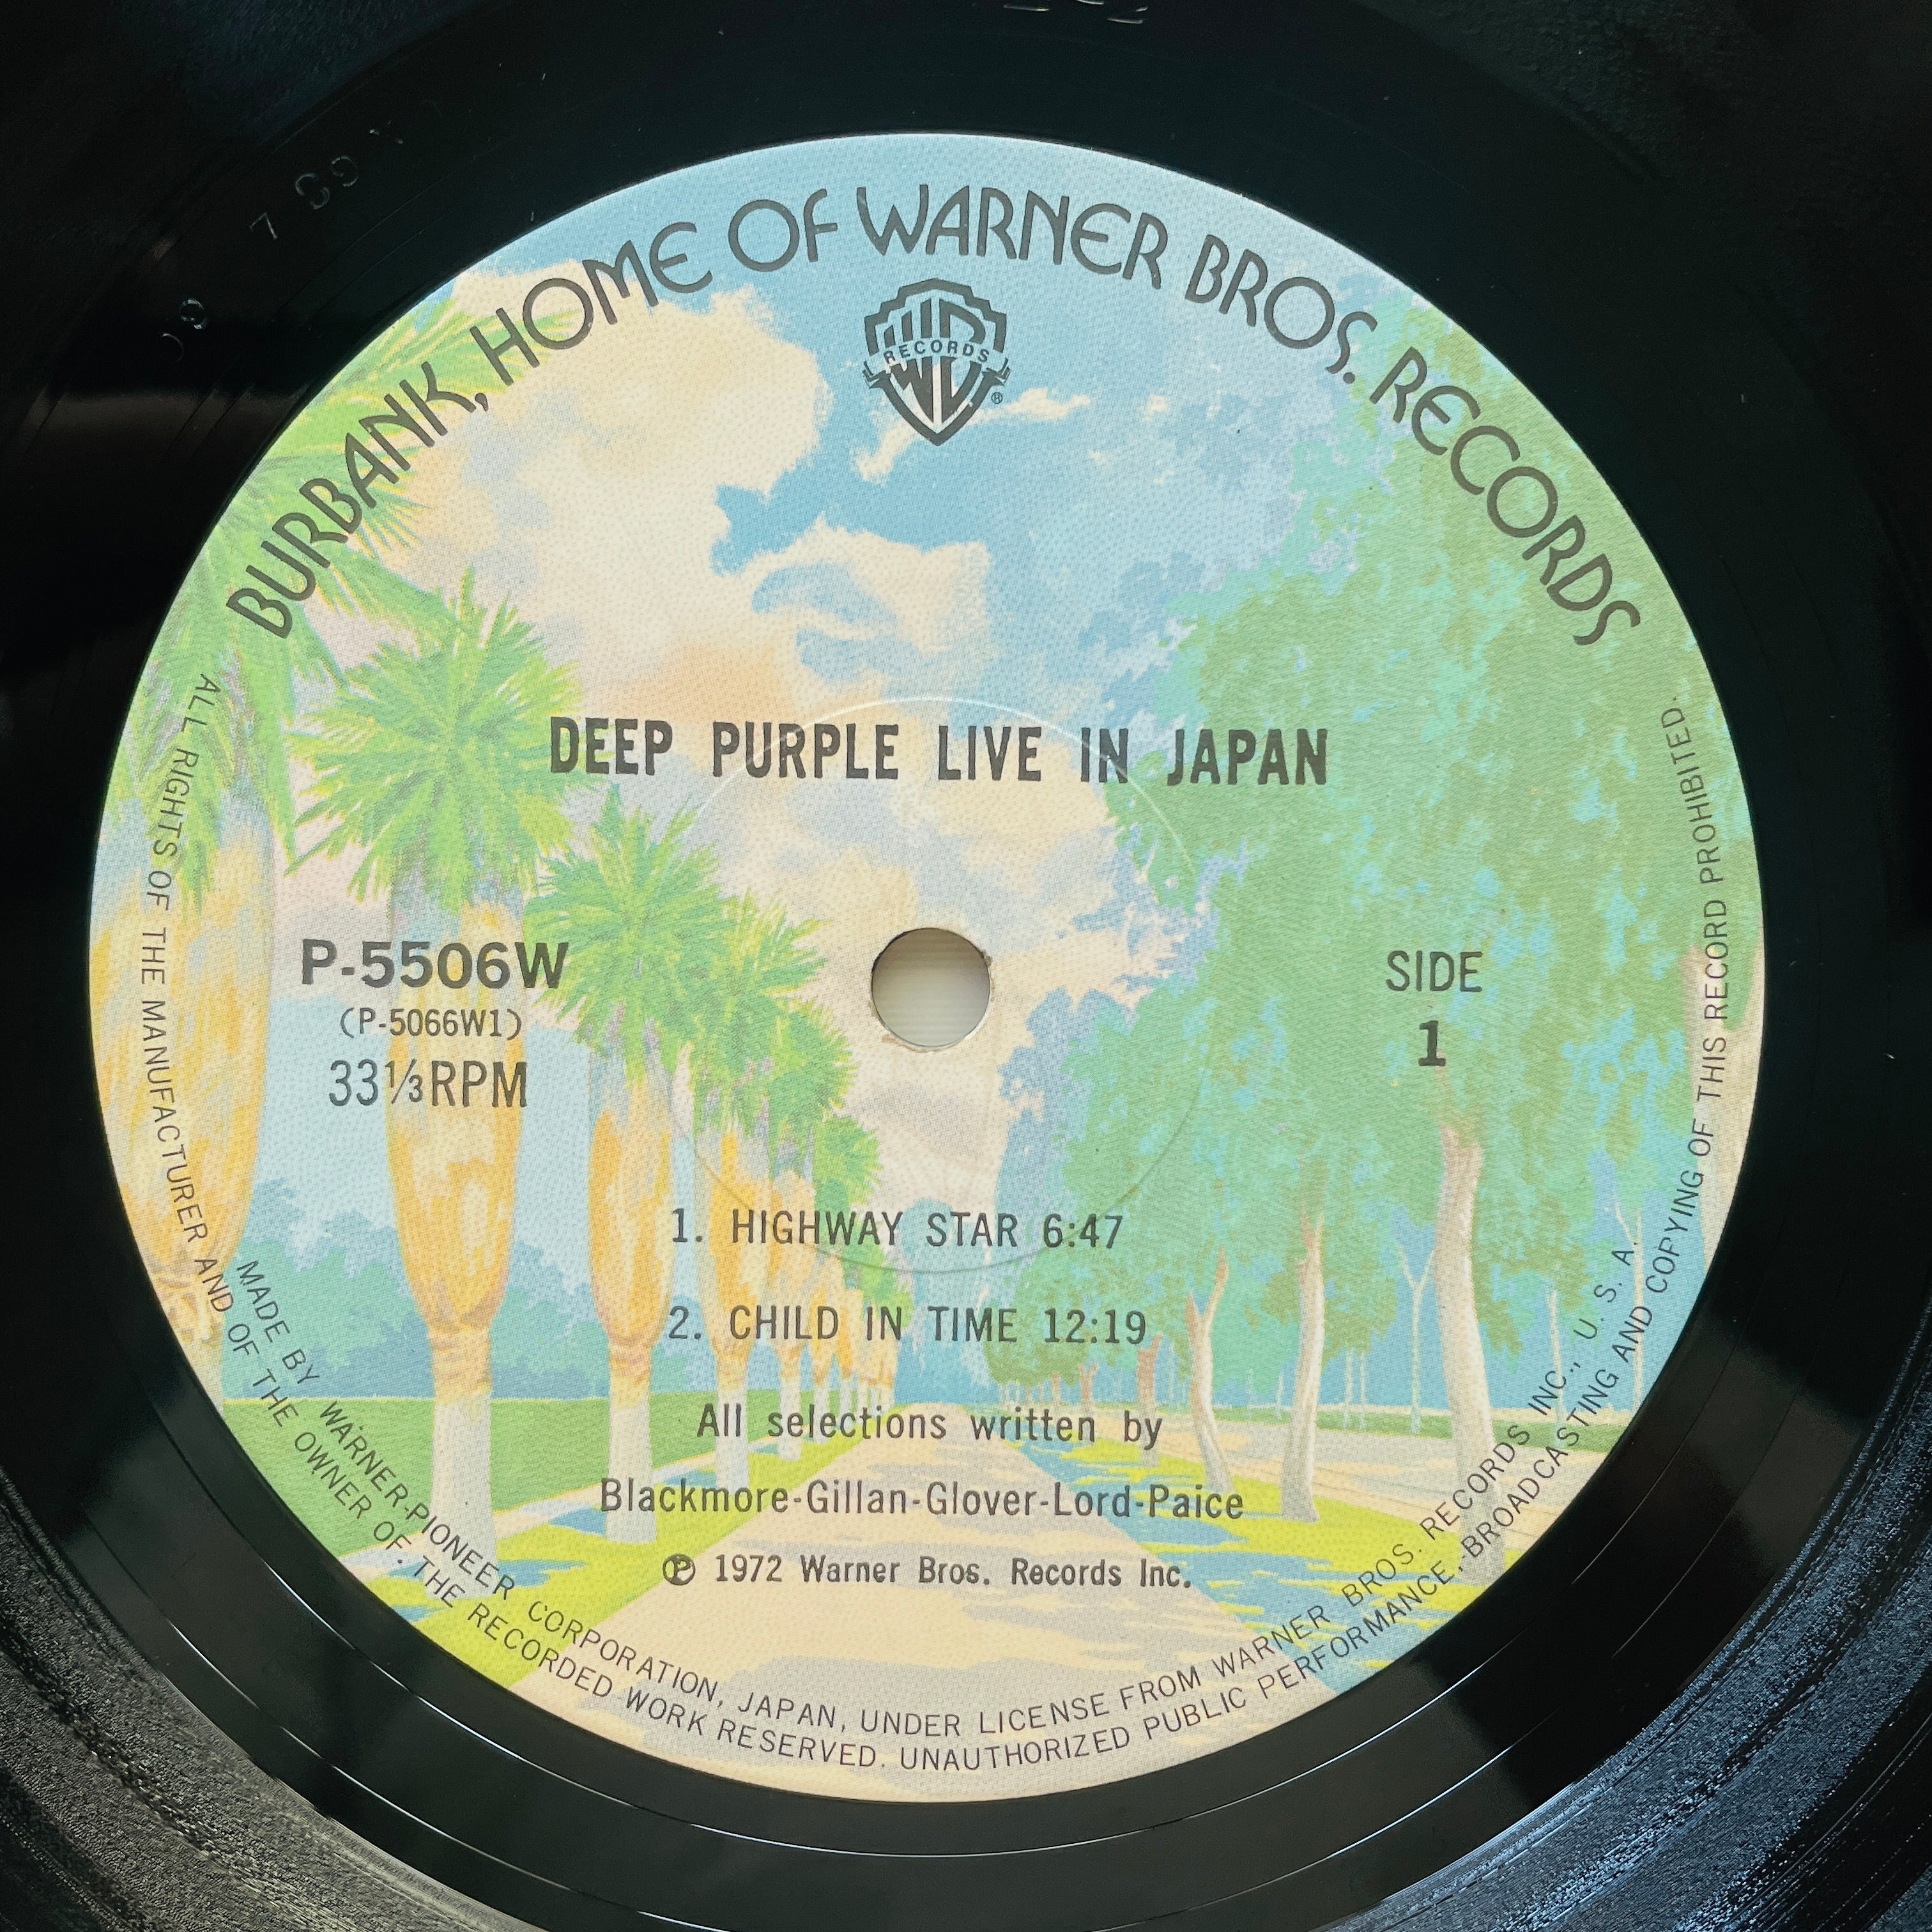 BURBANK, HOME OF WARNER BROS. RECORDS
RECORDS
®
DEEP PURPLE LIVE IN JAPAN
P-5506W
(P-5066W1)
33⅓RPM
SIDE
1
1. HIGHWAY STAR 6:47
2. CHILD IN TIME 12:19
All selections written by
Blackmore-Gillan-Glover-Lord-Paice
℗ 1972 Warner Bros. Records Inc.
MADE BY WARNER-PIONEER CORPORATION, JAPAN, UNDER LICENSE FROM WARNER BROS. RECORDS INC., U. S. A.
ALL RIGHTS OF THE MANUFACTURER AND OF THE OWNER OF THE RECORDED WORK RESERVED. UNAUTHORIZED PUBLIC PERFORMANCE, BROADCASTING AND COPYING OF THIS RECORD PROHIBITED.